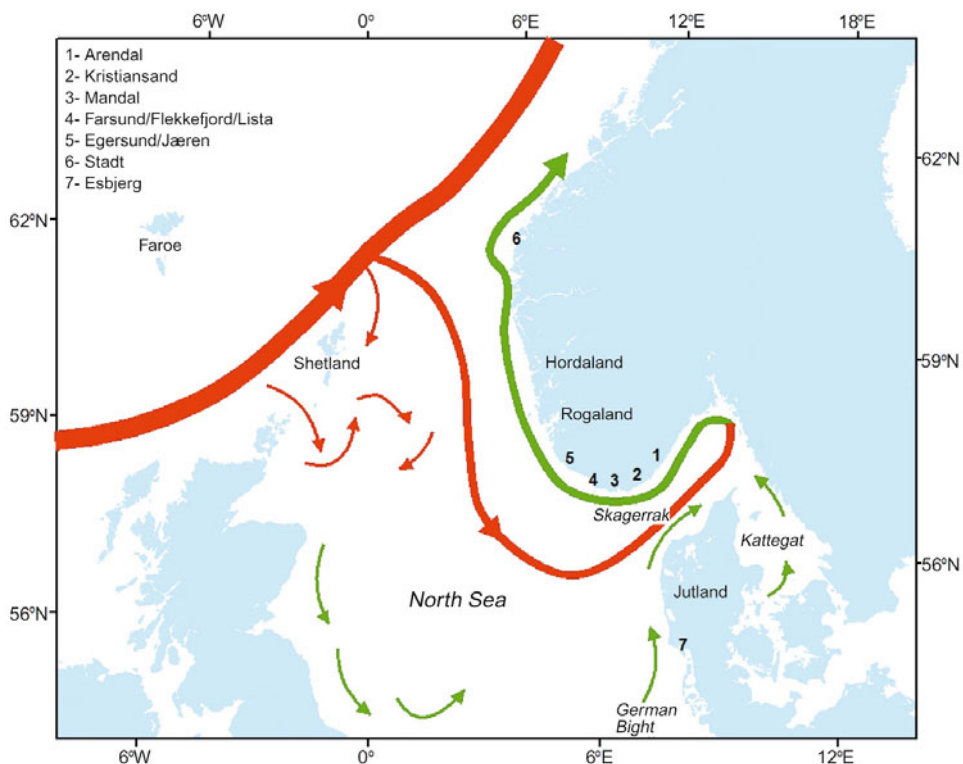 6ºW 0º 6ºE 12ºE 18ºE
1- Arendal
2- Kristiansand
3- Mandal
4- Farsund/Flekkefjord/Lista
5- Egersund/Jæren
6- Stadt
7- Esbjerg
62ºN
62ºN
Faroe
6
Shetland
Hordaland
59ºN
59ºN
Rogaland
5 4 3 2 1
Skagerrak
Kattegat
56ºN
56ºN
North Sea
Jutland
7
German
Bight
6ºW 0º 6ºE 12ºE